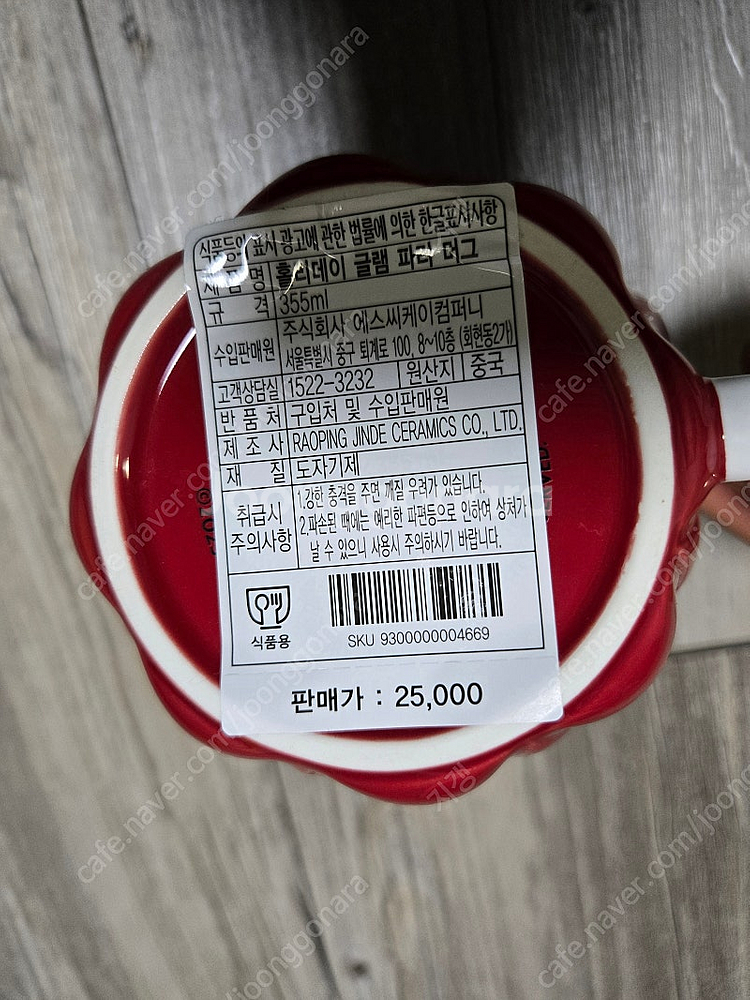 식품등의 표시 광고에 관한 법률에 의한 한글표시사항
제품명 홀리데이 글램 파라 머그
규 격 355ml
수입판매원 주식회사 에스씨케이컴퍼니
서울특별시 중구 퇴계로 100, 8~10층 (회현동2가)
고객상담실 1522-3232 원산지 중국
반 품 처 구입처 및 수입판매원
제 조 사 RAOPING JINDE CERAMICS CO., LTD.
재 질 도자기제
취급시 주의사항
1.강한 충격을 주면 깨질 우려가 있습니다.
2.파손된 때에는 예리한 파편등으로 인하여 상처가
날 수 있으니 사용시 주의하시기 바랍니다.
식품용
SKU 9300000004669
판매가 : 25,000
cafe.naver.com/joonggonara